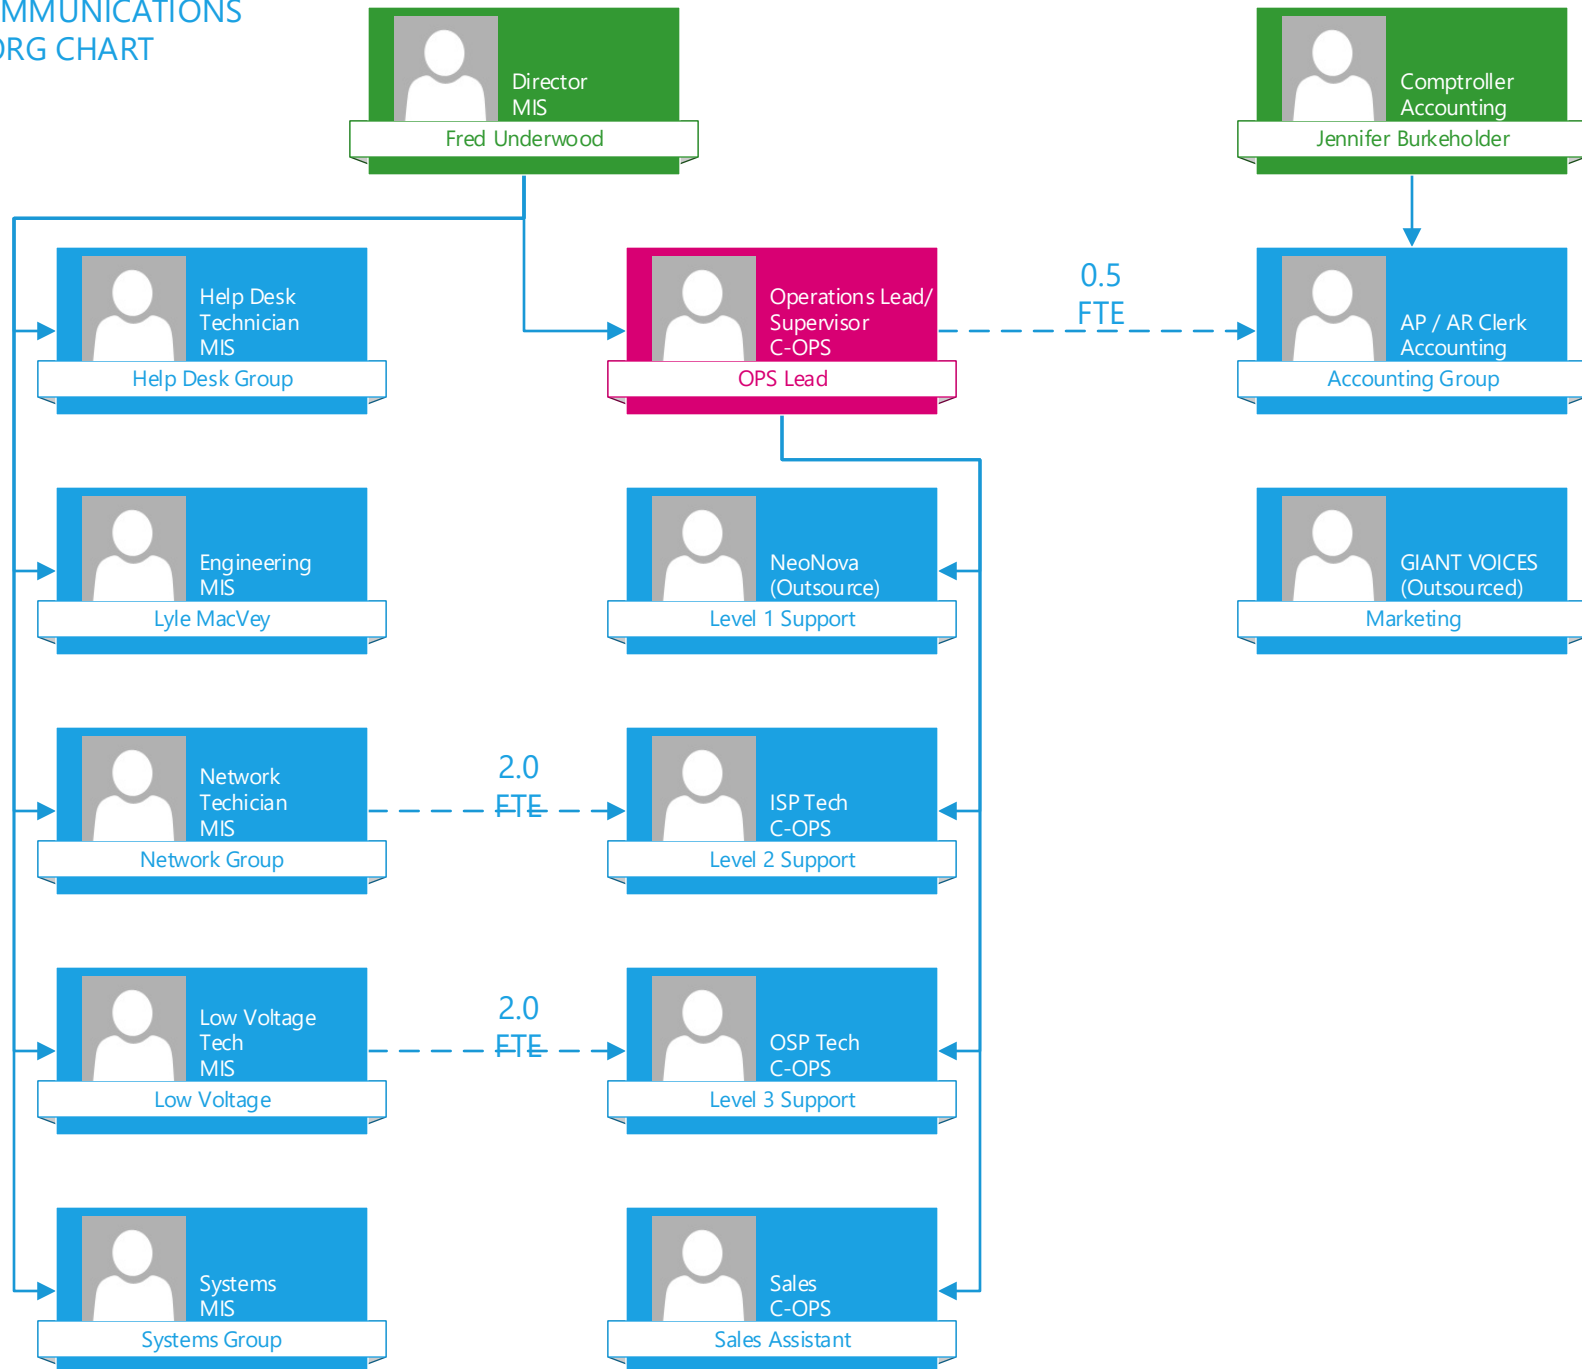 MMUNICATIONS
ORG CHART
Director
MIS
Fred Underwood
Comptroller
Accounting
Jennifer Burkeholder
Help Desk
Technician
MIS
Help Desk Group
Operations Lead/
Supervisor
C-OPS
OPS Lead
0.5
FTE
AP / AR Clerk
Accounting
Accounting Group
Engineering
MIS
Lyle MacVey
NeoNova
(Outsource)
Level 1 Support
GIANT VOICES
(Outsourced)
Marketing
Network
Techician
MIS
Network Group
2.0
FTE
ISP Tech
C-OPS
Level 2 Support
Low Voltage
Tech
MIS
Low Voltage
2.0
FTE
OSP Tech
C-OPS
Level 3 Support
Systems
MIS
Systems Group
Sales
C-OPS
Sales Assistant